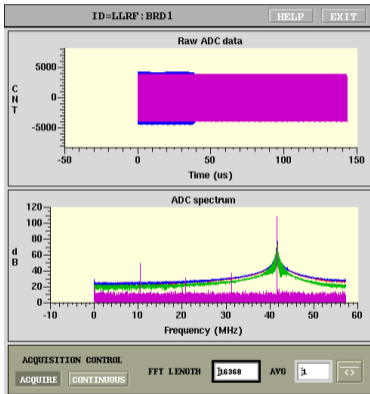 ID=LLRF:BRD1 HELP EXIT
Raw ADC data
CNT
5000
0
-5000
-50 0 50 100 150
Time (us)
ADC spectrum
dB
120
100
80
60
40
20
0
-10 0 10 20 30 40 50 60
Frequency (MHz)
ACQUISITION CONTROL
ACQUIRE CONTINUOUS FFT LENGTH 16368 AVG 1 <>